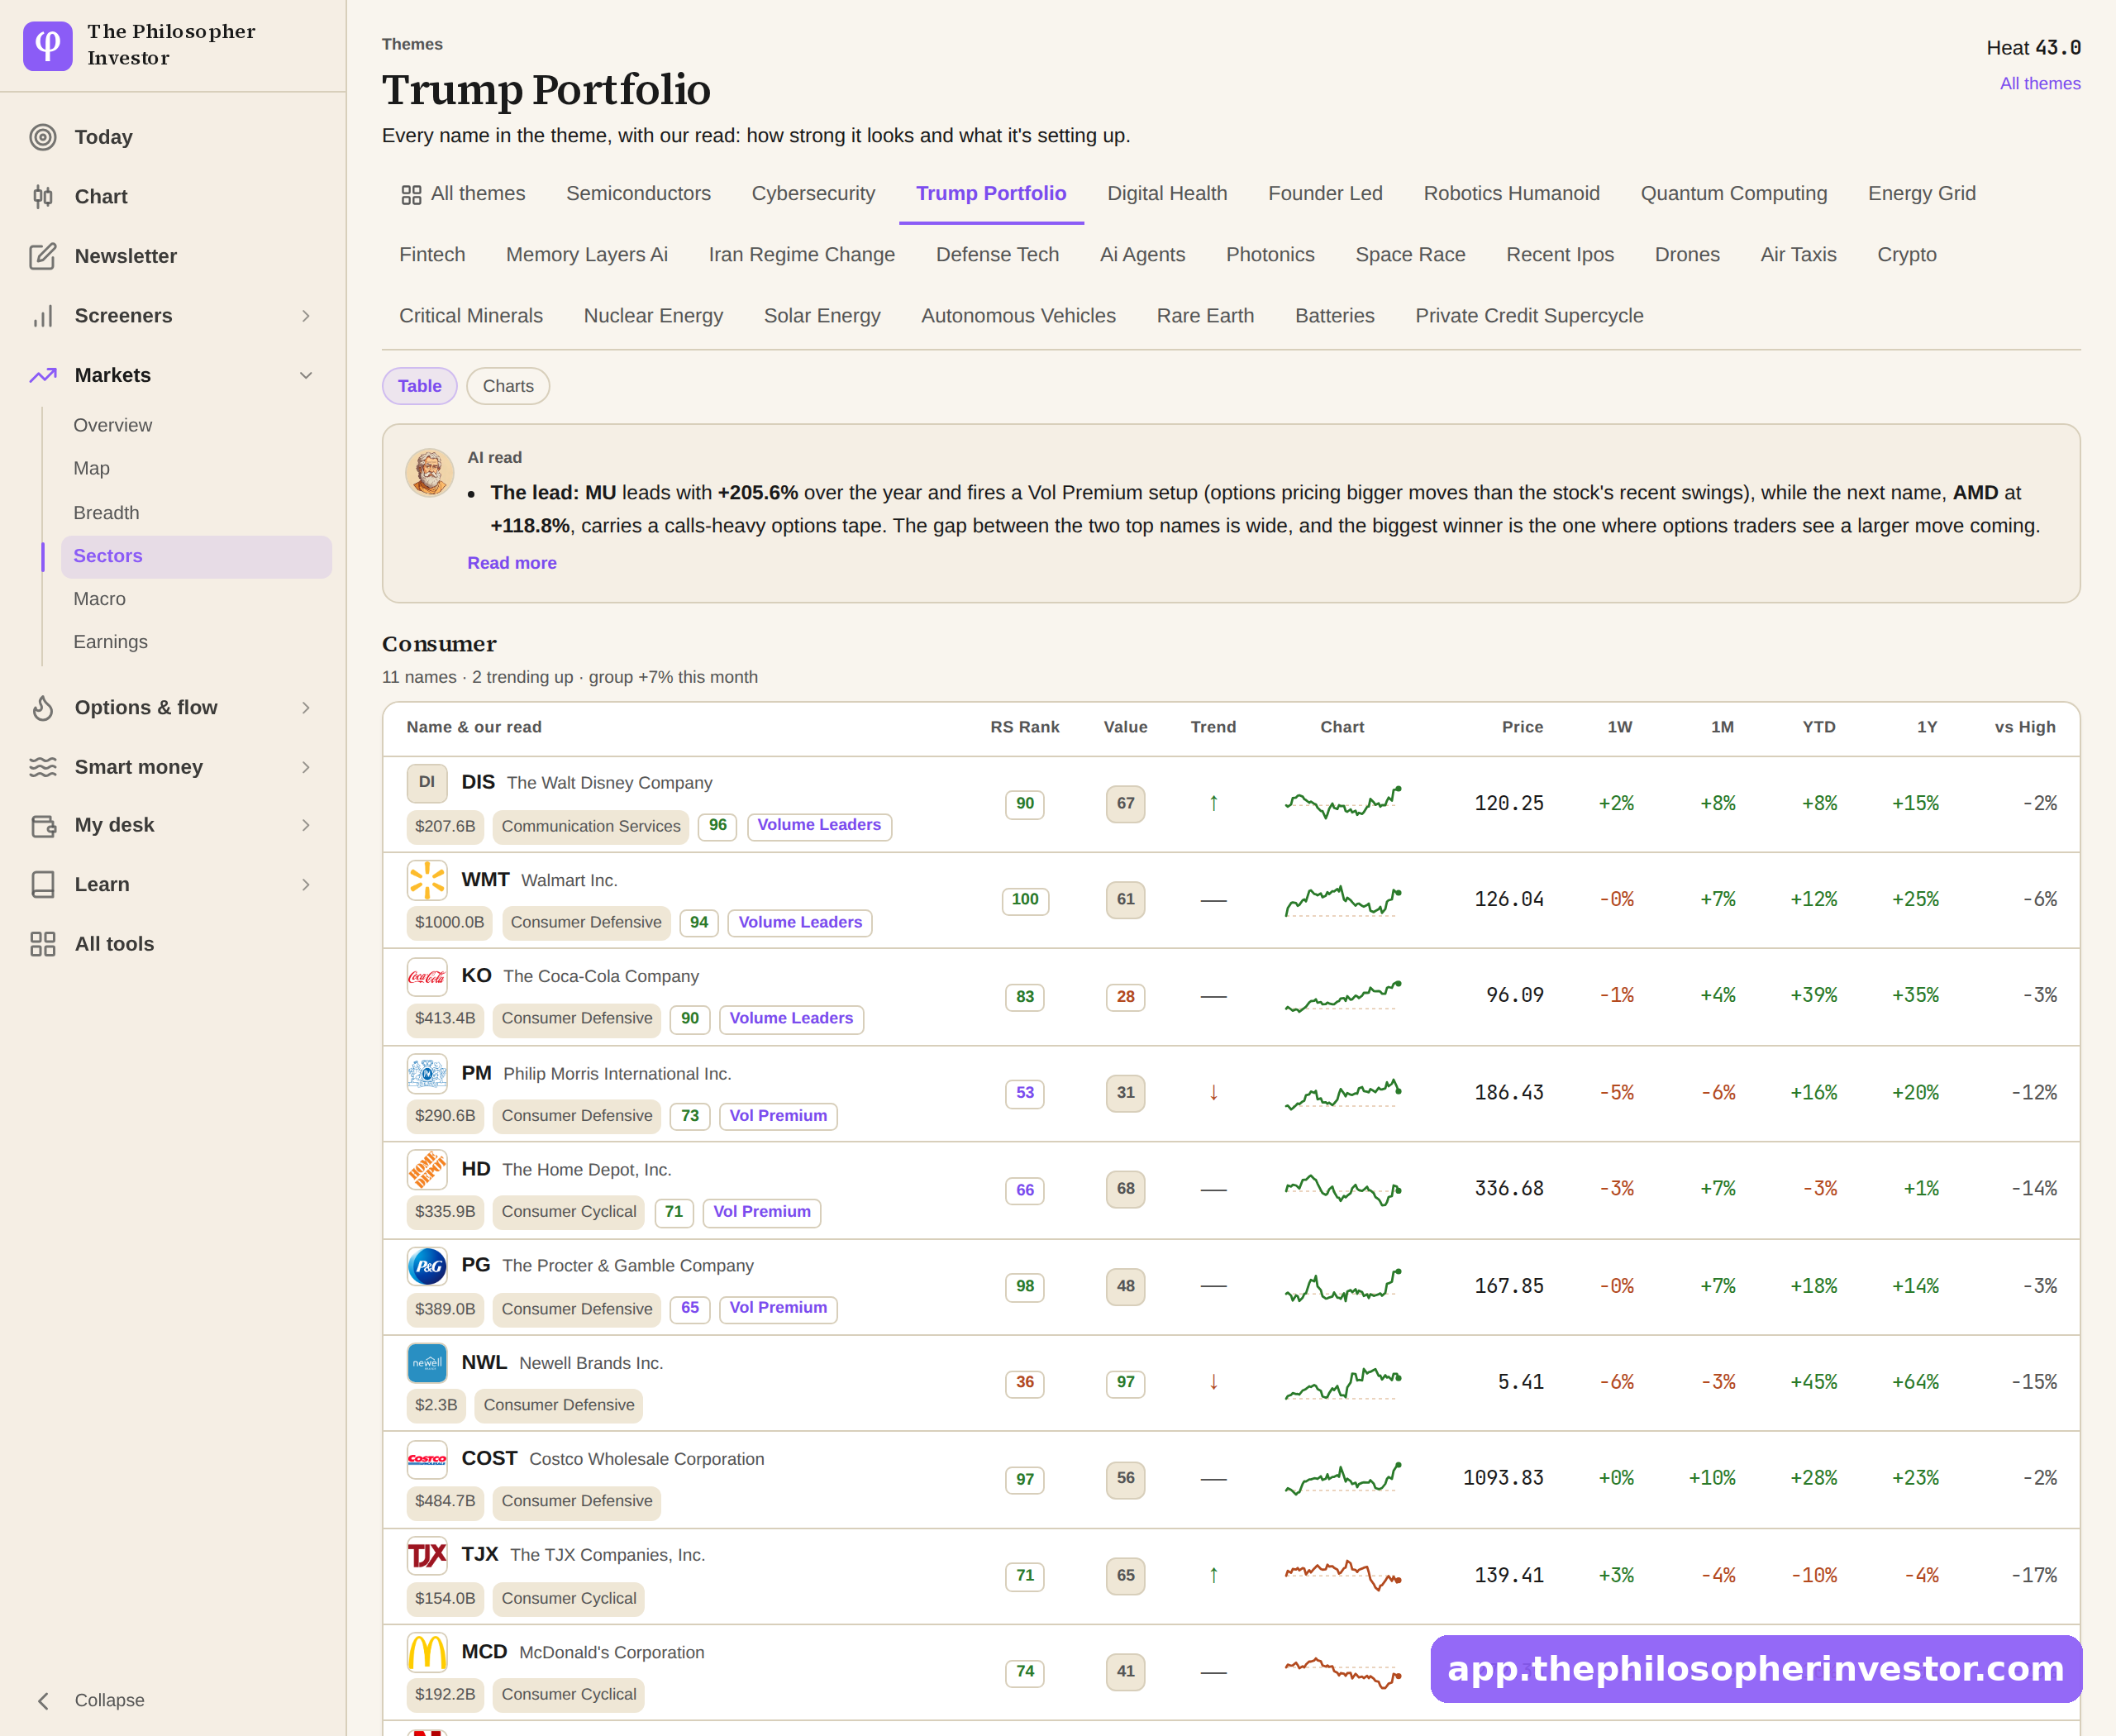 φ
The Philosopher
Investor
Today
Chart
Newsletter
Screeners
Markets
Overview
Map
Breadth
Sectors
Macro
Earnings
Options & flow
Smart money
My desk
Learn
All tools
Collapse
Themes
Heat 43.0
Trump Portfolio
All themes
Every name in the theme, with our read: how strong it looks and what it's setting up.
All themes Semiconductors Cybersecurity Trump Portfolio Digital Health Founder Led Robotics Humanoid Quantum Computing Energy Grid
Fintech Memory Layers Ai Iran Regime Change Defense Tech Ai Agents Photonics Space Race Recent Ipos Drones Air Taxis Crypto
Critical Minerals Nuclear Energy Solar Energy Autonomous Vehicles Rare Earth Batteries Private Credit Supercycle
Table Charts
AI read
• The lead: MU leads with +205.6% over the year and fires a Vol Premium setup (options pricing bigger moves than the stock's recent swings), while the next name, AMD at
+118.8%, carries a calls-heavy options tape. The gap between the two top names is wide, and the biggest winner is the one where options traders see a larger move coming.
Read more
Consumer
11 names · 2 trending up · group +7% this month
Name & our read RS Rank Value Trend Chart Price 1W 1M YTD 1Y vs High
DI DIS The Walt Disney Company
90 67 ↑ 120.25 +2% +8% +8% +15% -2%
$207.6B Communication Services 96 Volume Leaders
WMT Walmart Inc.
100 61 — 126.04 -0% +7% +12% +25% -6%
$1000.0B Consumer Defensive 94 Volume Leaders
Coca-Cola KO The Coca-Cola Company
83 28 — 96.09 -1% +4% +39% +35% -3%
$413.4B Consumer Defensive 90 Volume Leaders
PM Philip Morris International Inc.
53 31 ↓ 186.43 -5% -6% +16% +20% -12%
$290.6B Consumer Defensive 73 Vol Premium
HOME DEPOT HD The Home Depot, Inc.
66 68 — 336.68 -3% +7% -3% +1% -14%
$335.9B Consumer Cyclical 71 Vol Premium
P&G PG The Procter & Gamble Company
98 48 — 167.85 -0% +7% +18% +14% -3%
$389.0B Consumer Defensive 65 Vol Premium
newell NWL Newell Brands Inc.
36 97 ↓ 5.41 -6% -3% +45% +64% -15%
$2.3B Consumer Defensive
COSTCO COST Costco Wholesale Corporation
97 56 — 1093.83 +0% +10% +28% +23% -2%
$484.7B Consumer Defensive
TJX TJX The TJX Companies, Inc.
71 65 ↑ 139.41 +3% -4% -10% -4% -17%
$154.0B Consumer Cyclical
MCD McDonald's Corporation
74 41 —
$192.2B Consumer Cyclical
app.thephilosopherinvestor.com